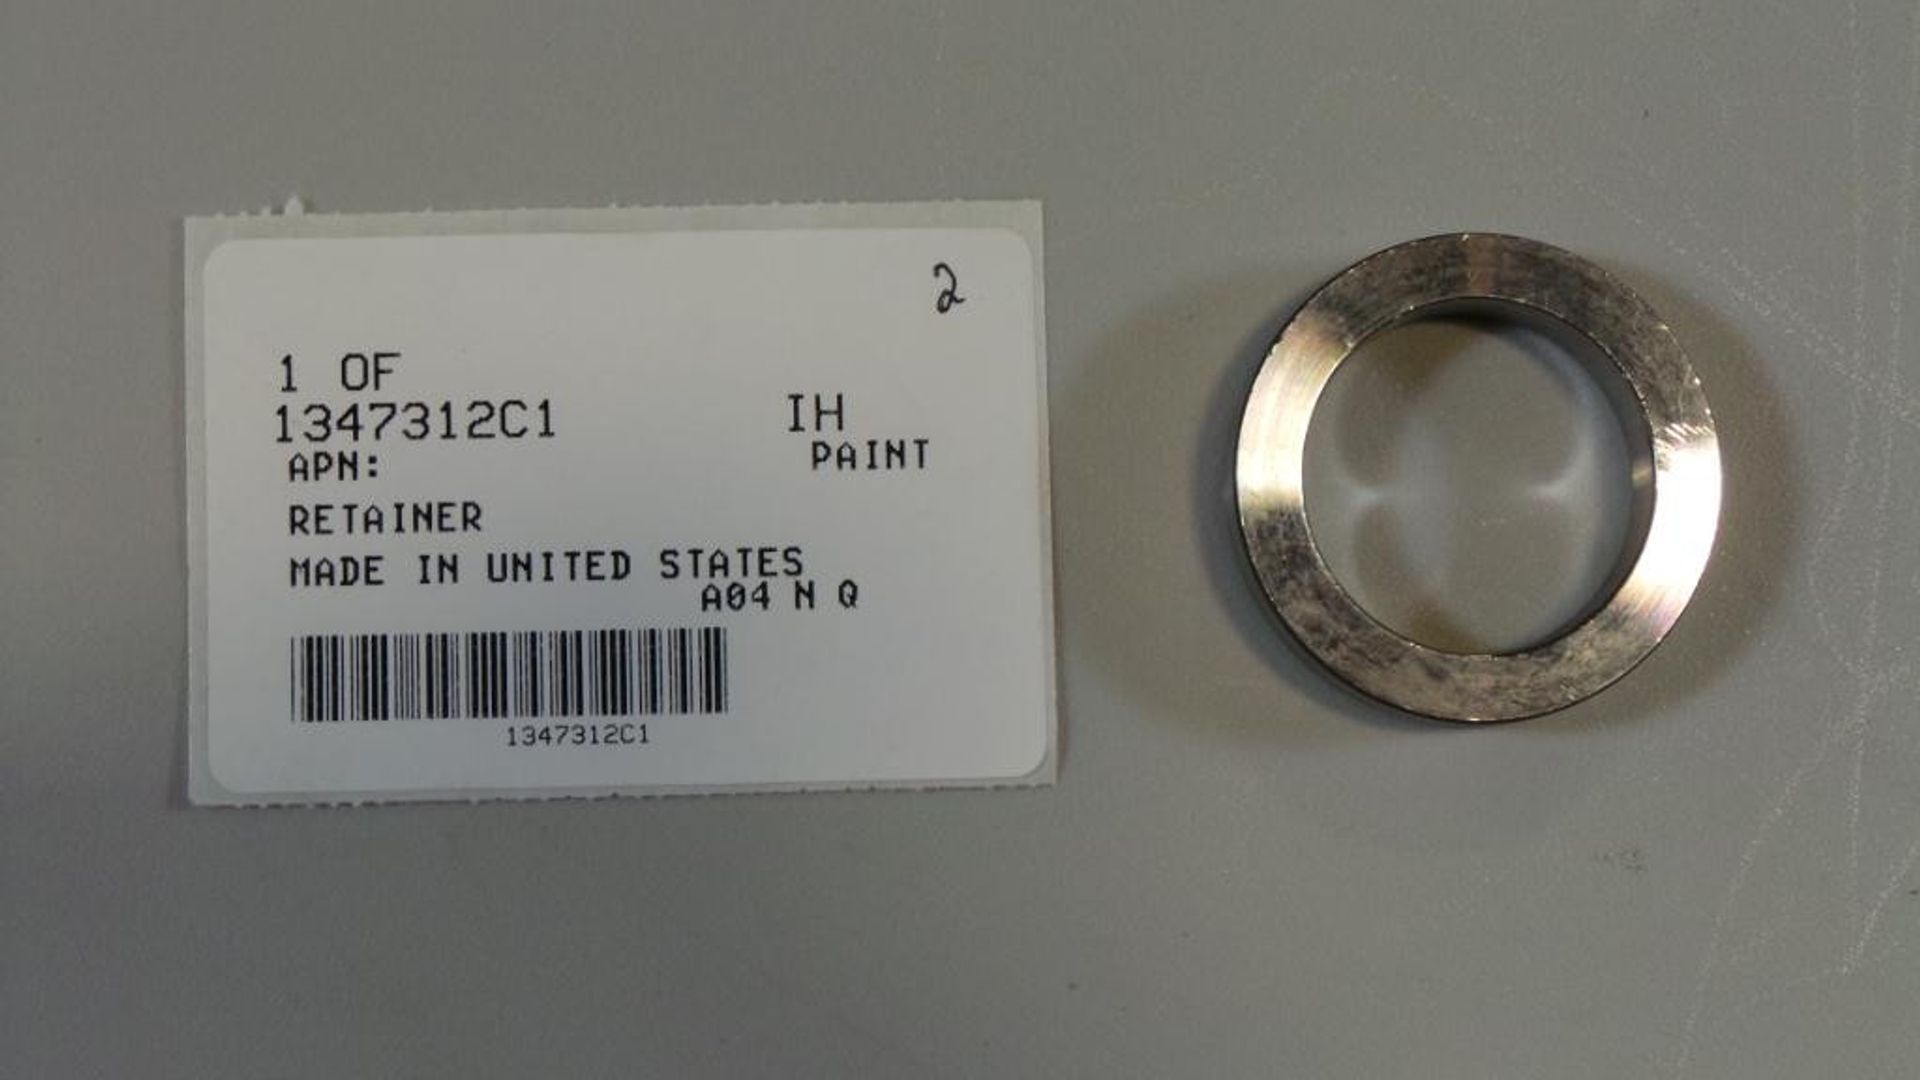 2
1 OF
1347312C1 IH
APN: PAINT
RETAINER
MADE IN UNITED STATES
A04 N Q
1347312C1